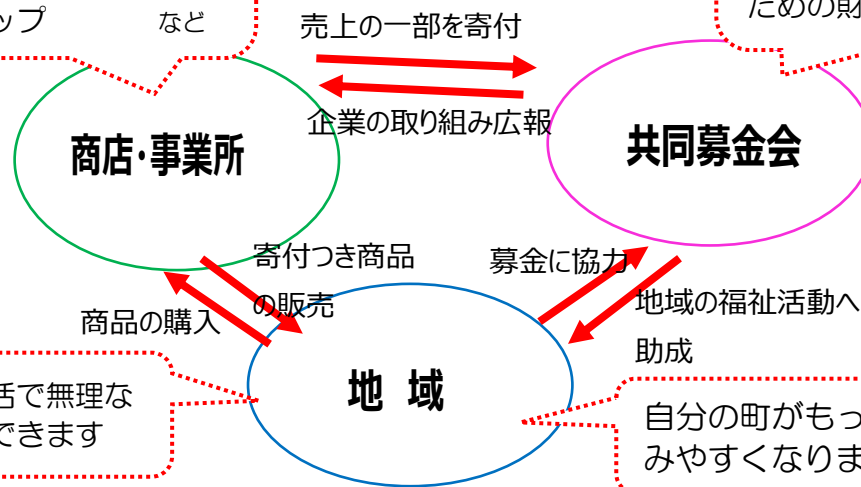 ップ など
ための財
売上の一部を寄付
企業の取り組み広報
商店・事業所
共同募金会
寄付つき商品
の販売
商品の購入
募金に協力
地域の福祉活動へ
助成
地 域
活で無理な
できます
自分の町がもっ
みやすくなりま